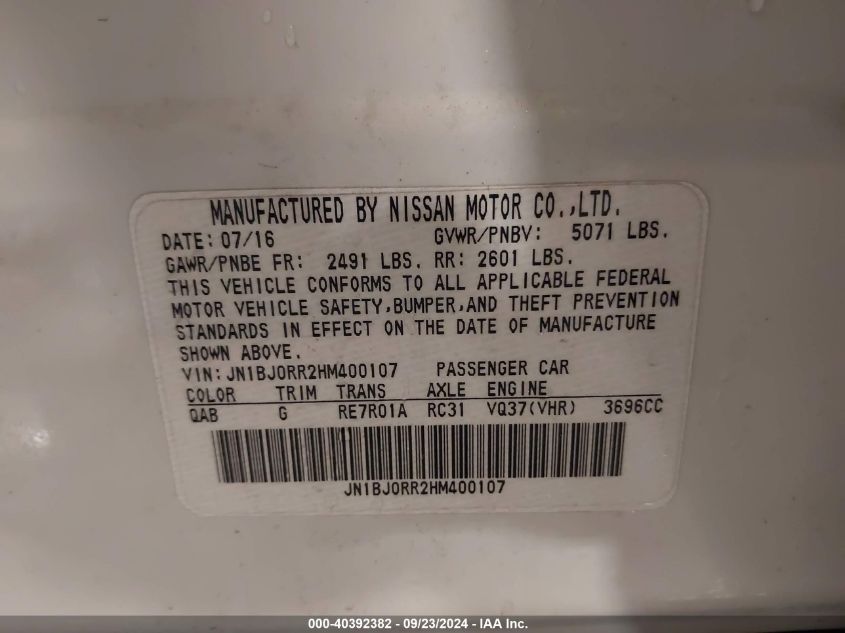 MANUFACTURED BY NISSAN MOTOR CO.,LTD.
DATE: 07/16 GVWR/PNBV: 5071 LBS.
GAWR/PNBE FR: 2491 LBS. RR: 2601 LBS.
THIS VEHICLE CONFORMS TO ALL APPLICABLE FEDERAL
MOTOR VEHICLE SAFETY,BUMPER,AND THEFT PREVENTION
STANDARDS IN EFFECT ON THE DATE OF MANUFACTURE
SHOWN ABOVE.
VIN: JN1BJ0RR2HM400107 PASSENGER CAR
COLOR TRIM TRANS AXLE ENGINE
QAB G RE7R01A RC31 VQ37(VHR) 3696CC
JN1BJ0RR2HM400107
000-40392382 - 09/23/2024 - IAA Inc.